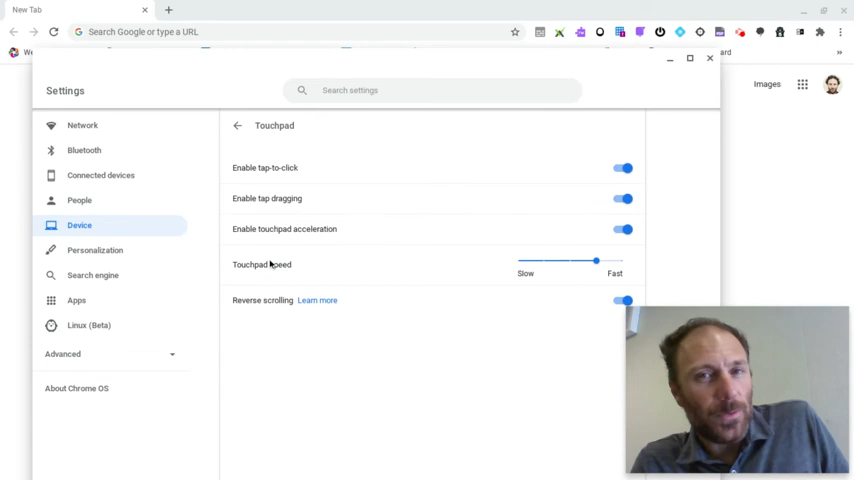 New Tab
Search Google or type a URL
Images
Settings
Search settings
Network
Bluetooth
Connected devices
People
Device
Personalization
Search engine
Apps
Linux (Beta)
Advanced
About Chrome OS
Touchpad
Enable tap-to-click
Enable tap dragging
Enable touchpad acceleration
Touchpad speed
Slow Fast
Reverse scrolling Learn more